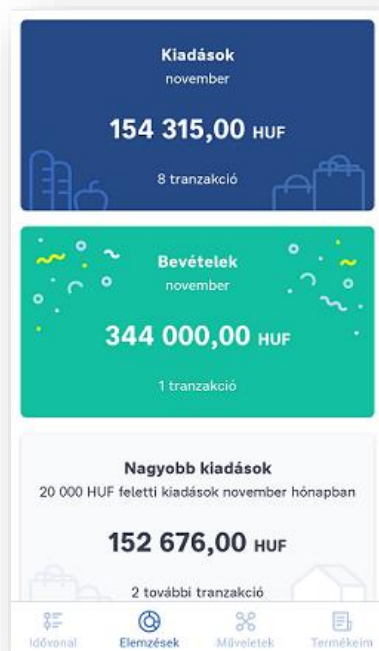 Kiadások
november
154 315,00 HUF
8 tranzakció
Bevételek
november
344 000,00 HUF
1 tranzakció
Nagyobb kiadások
20 000 HUF feletti kiadások november hónapban
152 676,00 HUF
2 további tranzakció
Idővonal Elemzések Műveletek Termékeim